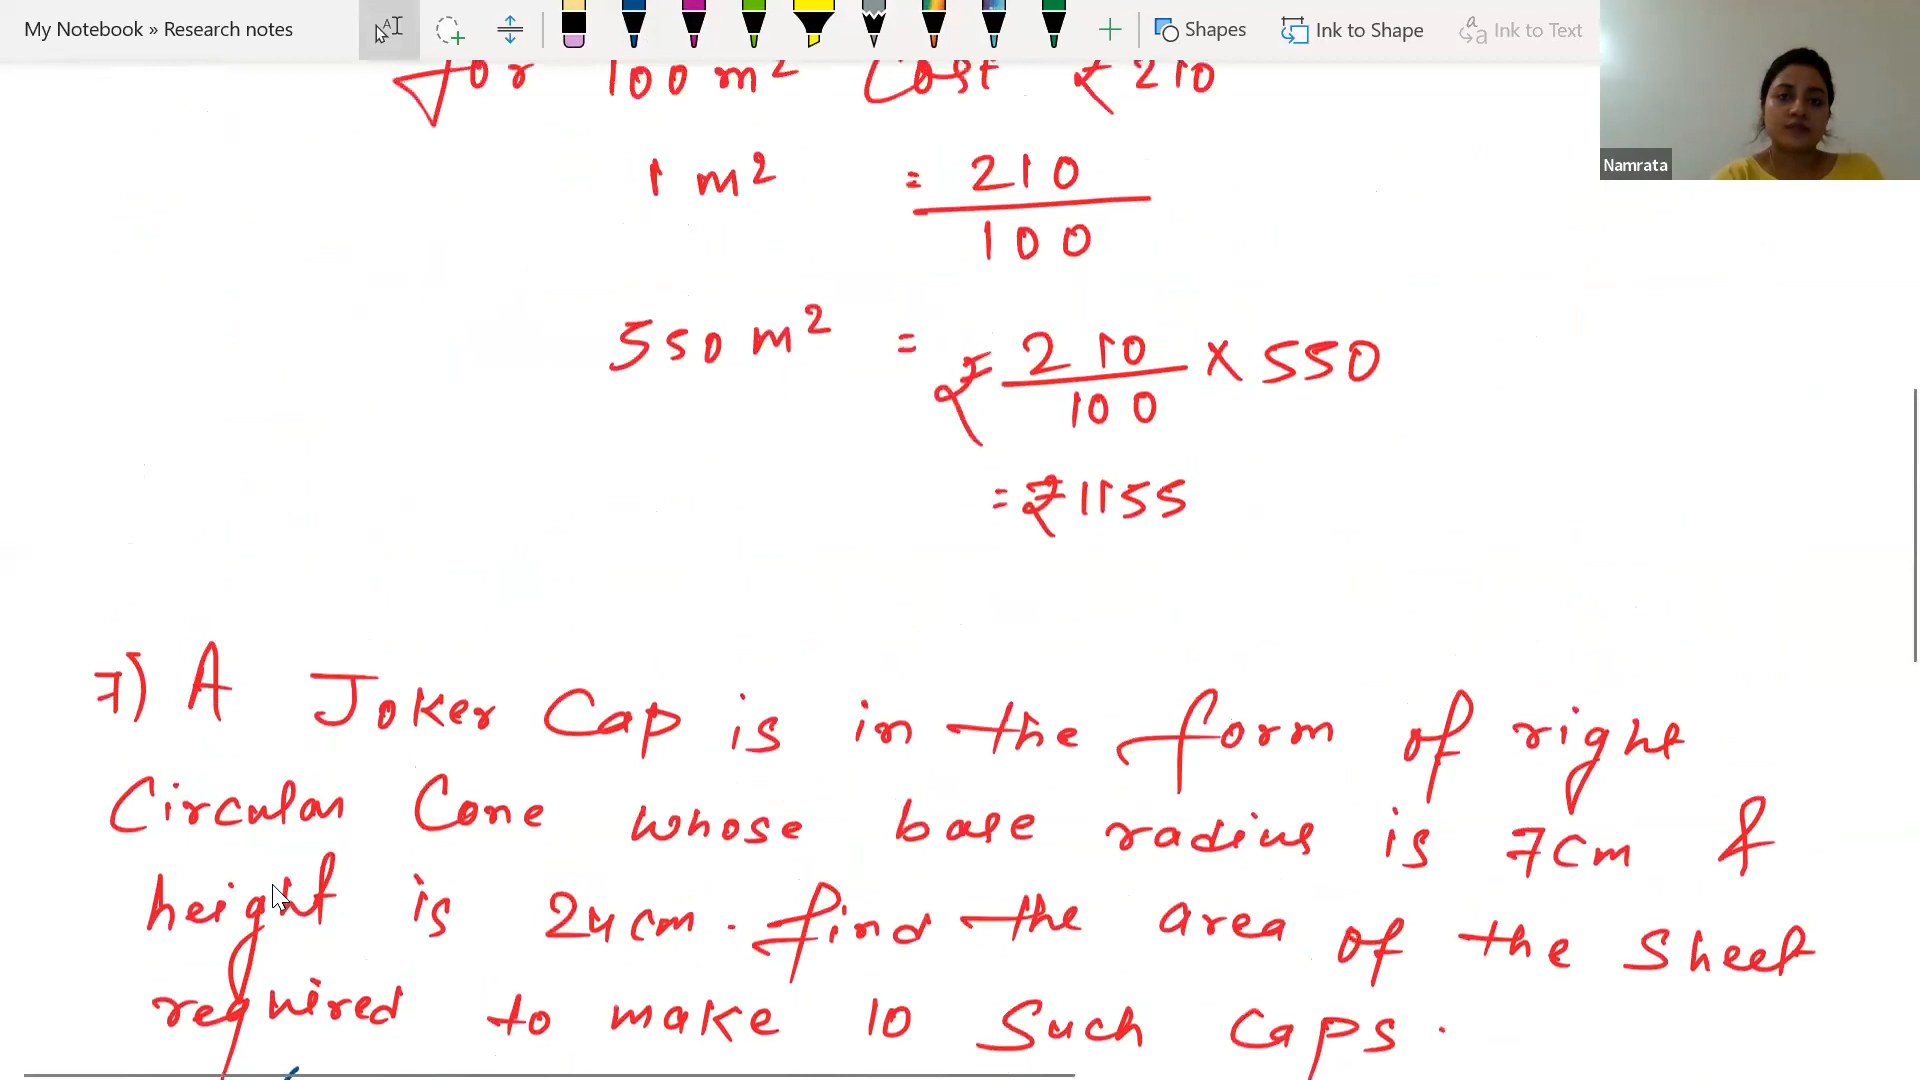 My Notebook » Research notes
Shapes
Ink to Shape
Ink to Text
Namrata
for 100 m² Cost ₹210
1 m² = 210
100
550 m² = ₹ 210 × 550
100
= ₹1155
7) A Joker Cap is in the form of right
Circular Cone whose base radius is 7cm &
height is 24cm. find the area of the sheet
required to make 10 Such Caps.